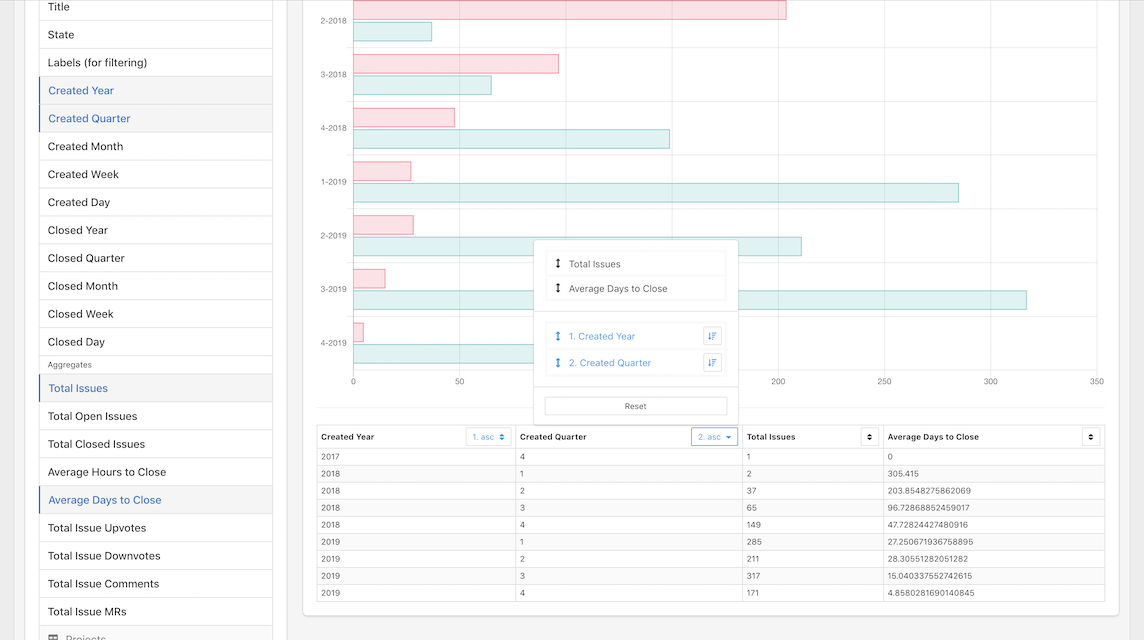 Title
State
Labels (for filtering)
Created Year
Created Quarter
Created Month
Created Week
Created Day
Closed Year
Closed Quarter
Closed Month
Closed Week
Closed Day
Aggregates
Total Issues
Total Open Issues
Total Closed Issues
Average Hours to Close
Average Days to Close
Total Issue Upvotes
Total Issue Downvotes
Total Issue Comments
Total Issue MRs
Projects
2-2018
3-2018
4-2018
1-2019
2-2019
3-2019
4-2019
0 50 200 250 300 350
Total Issues
Average Days to Close
1. Created Year
2. Created Quarter
Reset
Created Year 1. asc Created Quarter 2. asc Total Issues Average Days to Close
2017 4 1 0
2018 1 2 305.415
2018 2 37 203.8548275862069
2018 3 65 96.72868852459017
2018 4 149 47.72824427480916
2019 1 285 27.250671936758895
2019 2 211 28.30551282051282
2019 3 317 15.040337552742615
2019 4 171 4.8580281690140845